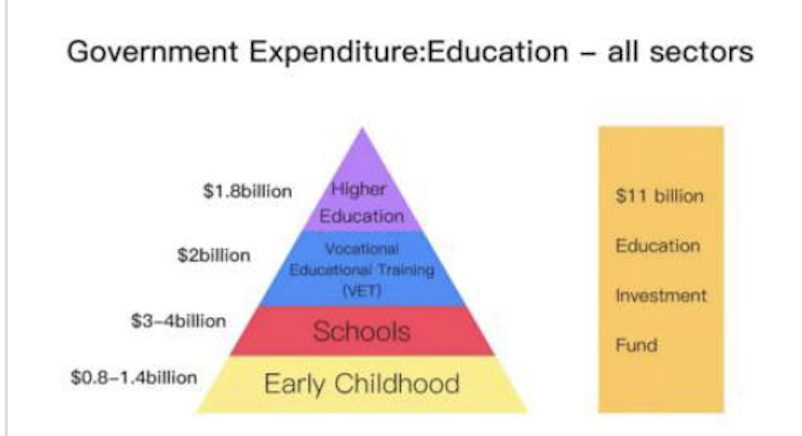 Government Expenditure:Education – all sectors
$1.8billion
Higher
Education
$2billion
Vocational
Educational Training
(VET)
$3–4billion
Schools
$0.8–1.4billion
Early Childhood
$11 billion
Education
Investment
Fund